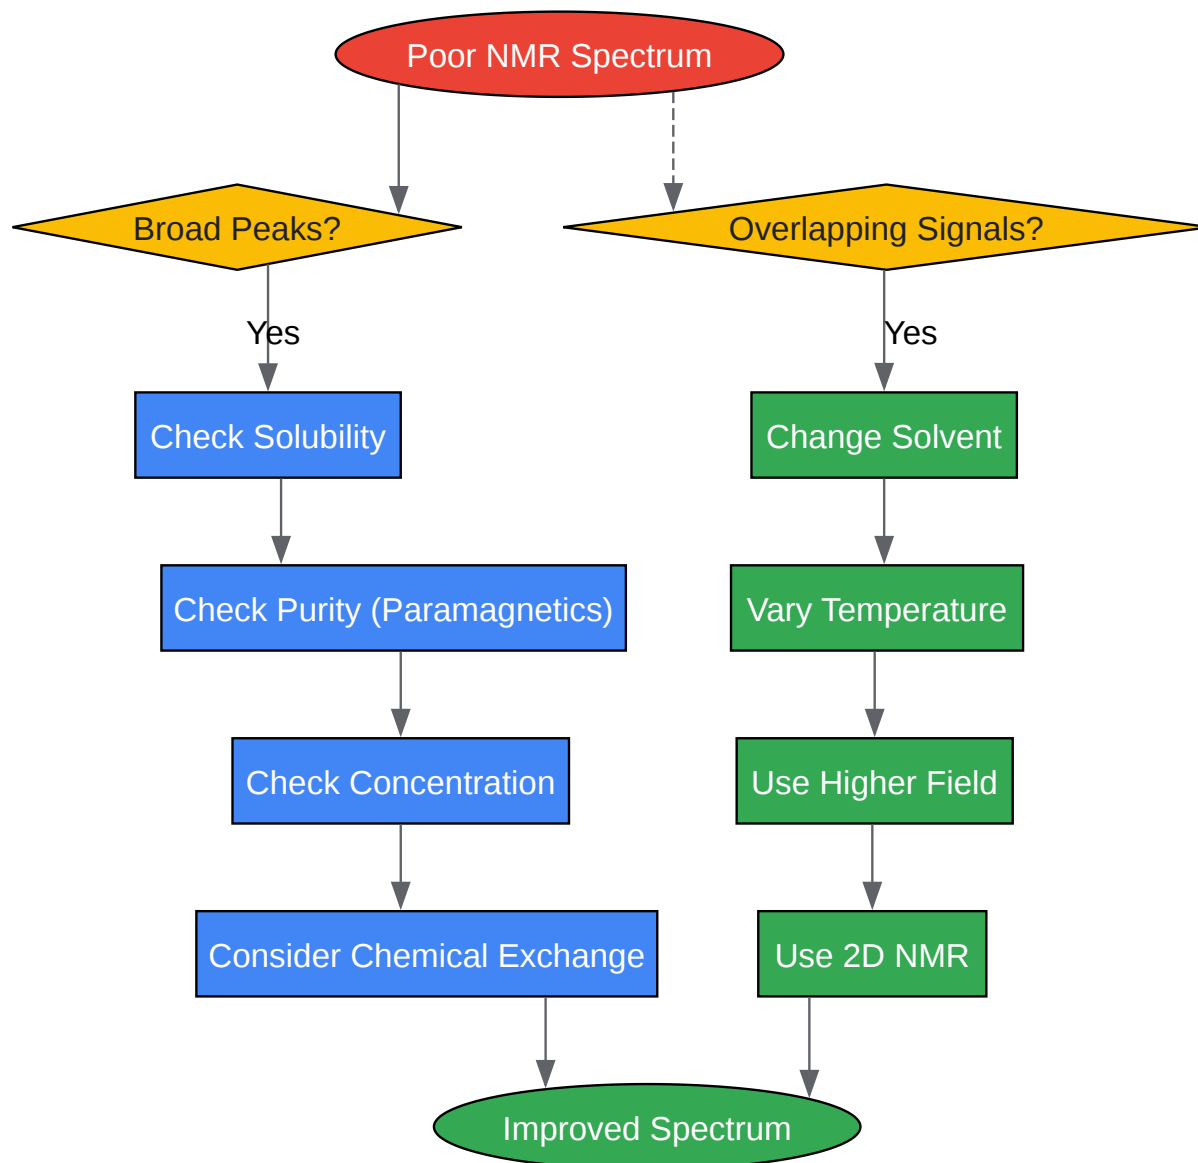 Poor NMR Spectrum
Broad Peaks?
Overlapping Signals?
Yes
Yes
Check Solubility
Change Solvent
Check Purity (Paramagnetics)
Vary Temperature
Check Concentration
Use Higher Field
Consider Chemical Exchange
Use 2D NMR
Improved Spectrum